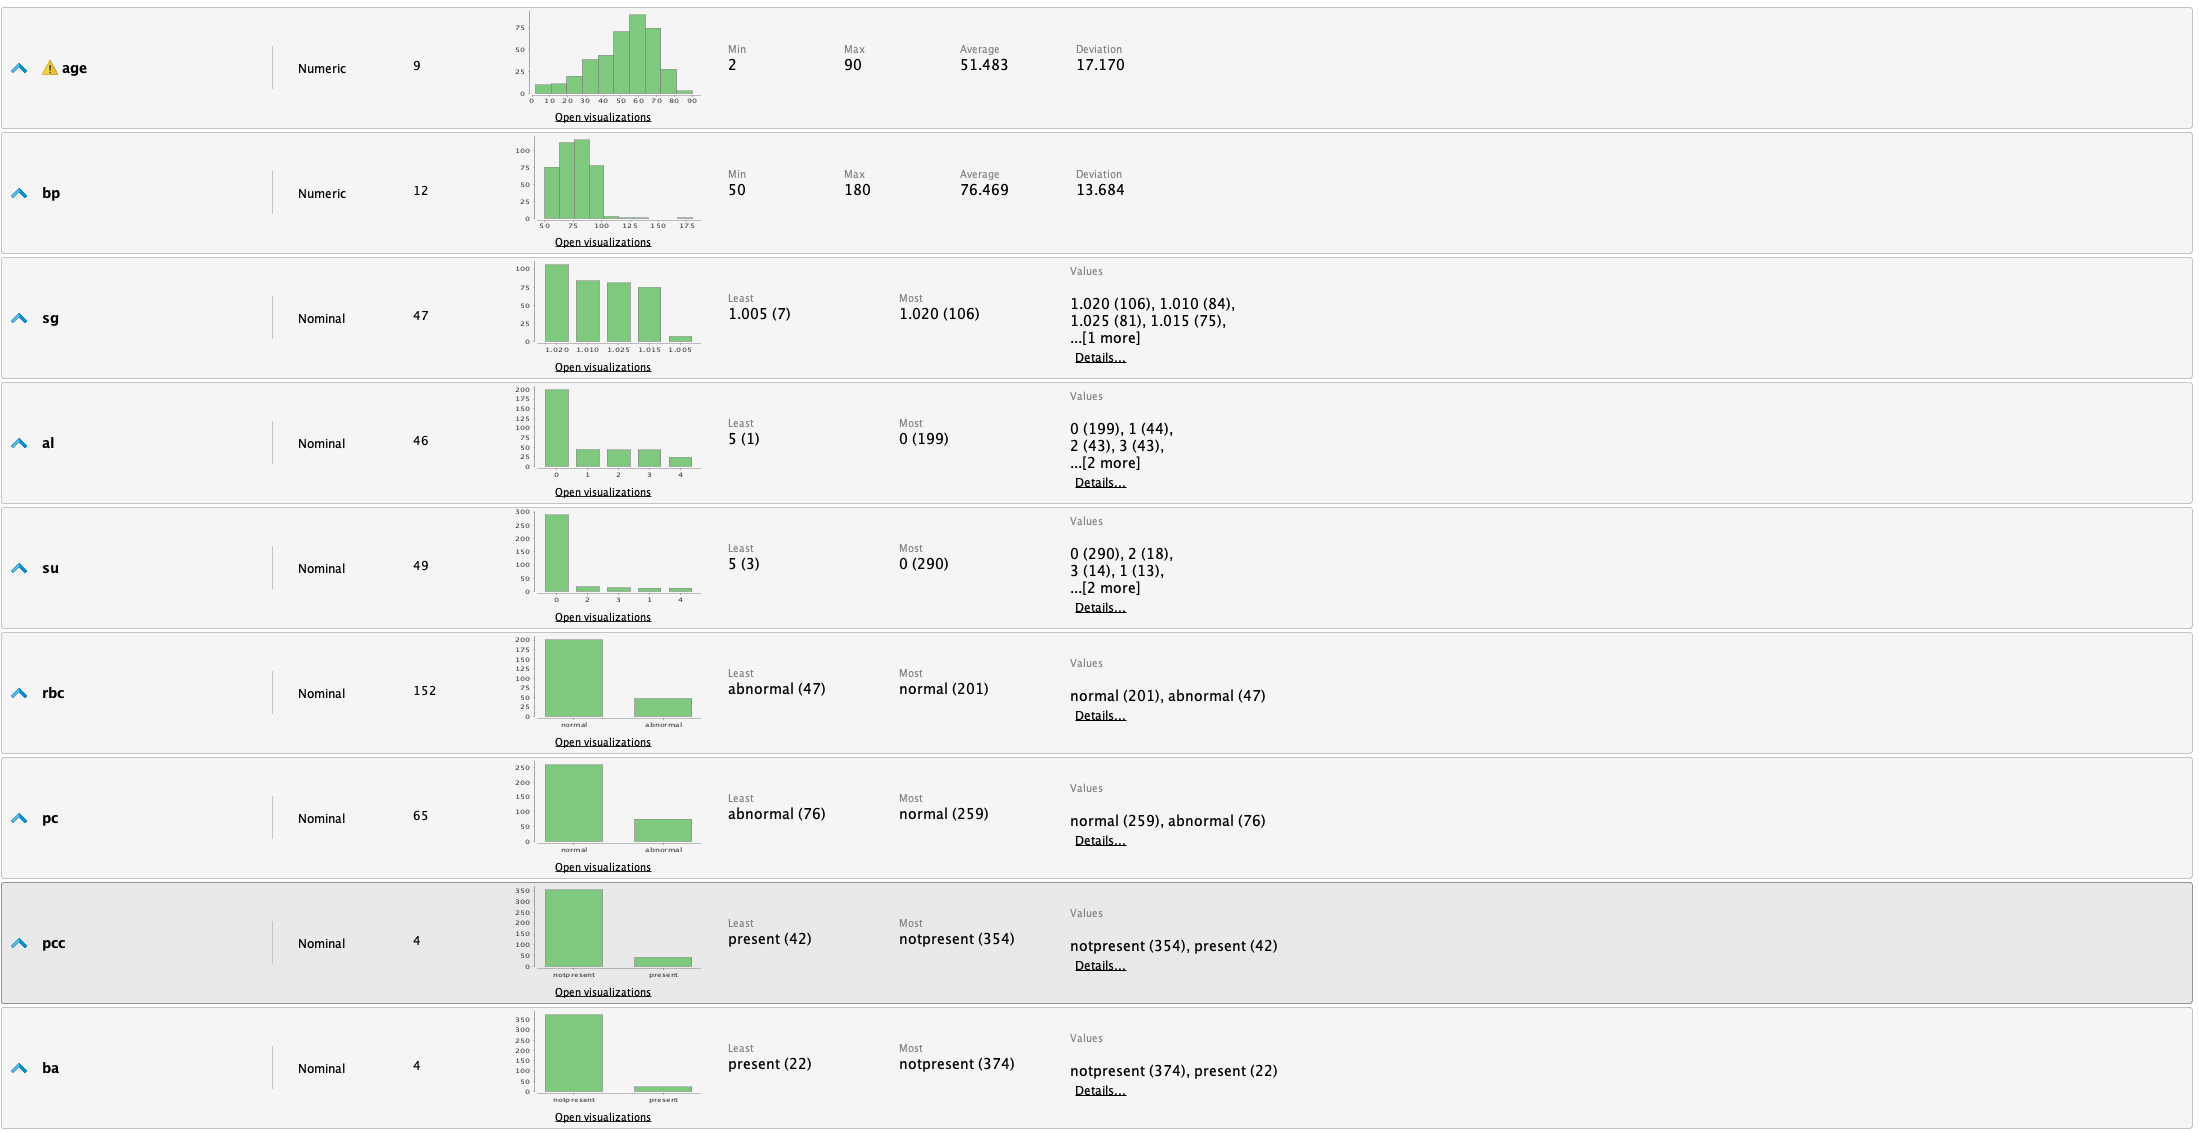 age
Numeric
9
75
50
25
0
0 10 20 30 40 50 60 70 80 90
Open visualizations
Min
2
Max
90
Average
51.483
Deviation
17.170
bp
Numeric
12
100
75
50
25
0
50 75 100 125 150 175
Open visualizations
Min
50
Max
180
Average
76.469
Deviation
13.684
sg
Nominal
47
100
75
50
25
0
1.020 1.010 1.025 1.015 1.005
Open visualizations
Least
1.005 (7)
Most
1.020 (106)
Values
1.020 (106), 1.010 (84),
1.025 (81), 1.015 (75),
...[1 more]
Details...
al
Nominal
46
200
175
150
125
100
75
50
25
0
0 1 2 3 4
Open visualizations
Least
5 (1)
Most
0 (199)
Values
0 (199), 1 (44),
2 (43), 3 (43),
...[2 more]
Details...
su
Nominal
49
300
250
200
150
100
50
0
0 2 3 1 4
Open visualizations
Least
5 (3)
Most
0 (290)
Values
0 (290), 2 (18),
3 (14), 1 (13),
...[2 more]
Details...
rbc
Nominal
152
200
175
150
125
100
75
50
25
0
normal abnormal
Open visualizations
Least
abnormal (47)
Most
normal (201)
Values
normal (201), abnormal (47)
Details...
pc
Nominal
65
250
200
150
100
50
0
normal abnormal
Open visualizations
Least
abnormal (76)
Most
normal (259)
Values
normal (259), abnormal (76)
Details...
pcc
Nominal
4
350
300
250
200
150
100
50
0
notpresent present
Open visualizations
Least
present (42)
Most
notpresent (354)
Values
notpresent (354), present (42)
Details...
ba
Nominal
4
350
300
250
200
150
100
50
0
notpresent present
Open visualizations
Least
present (22)
Most
notpresent (374)
Values
notpresent (374), present (22)
Details...